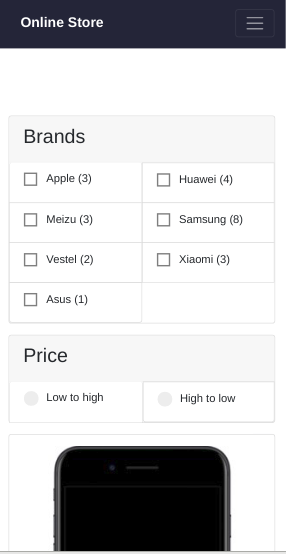 Online Store
Brands
Apple (3)
Huawei (4)
Meizu (3)
Samsung (8)
Vestel (2)
Xiaomi (3)
Asus (1)
Price
Low to high
High to low